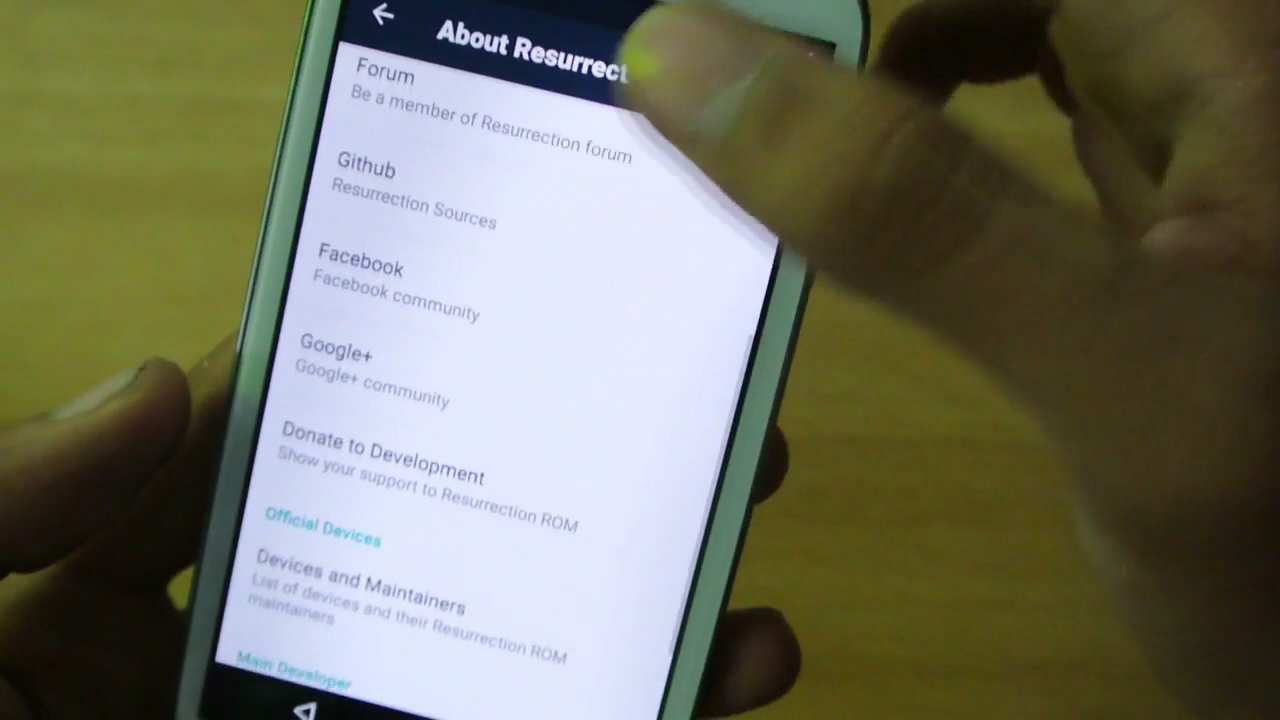 About Resurrect
Forum
Be a member of Resurrection forum
Github
Resurrection Sources
Facebook
Facebook community
Google+
Google+ community
Donate to Development
Show your support to Resurrection ROM
Official Devices
Devices and Maintainers
List of devices and their Resurrection ROM
maintainers
Main Developer